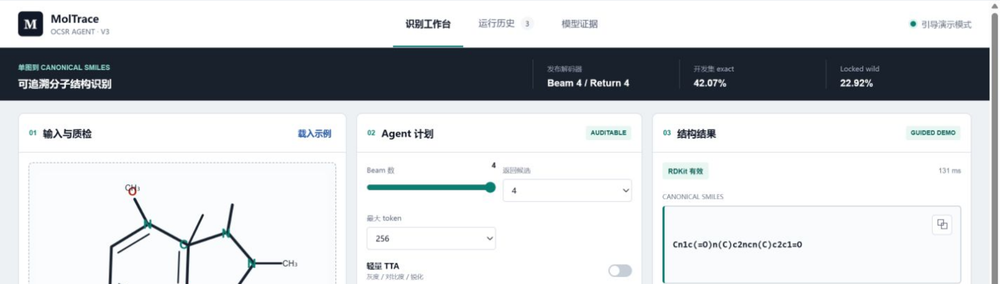 M
MolTrace
OCSR AGENT · V3
识别工作台
运行历史 3
模型证据
引导演示模式
单图到 CANONICAL SMILES
可追溯分子结构识别
发布解码器
Beam 4 / Return 4
开发集 exact
42.07%
Locked wild
22.92%
01 输入与质检
载入示例
CH₃
O
N
O
N
N
CH₃
02 Agent 计划
AUDITABLE
Beam 数
4
返回候选
4
最大 token
256
轻量 TTA
灰度 / 对比度 / 锐化
03 结构结果
GUIDED DEMO
RDKit 有效
131 ms
CANONICAL SMILES
Cn1c(=O)n(C)c2ncn(C)c2c1=O